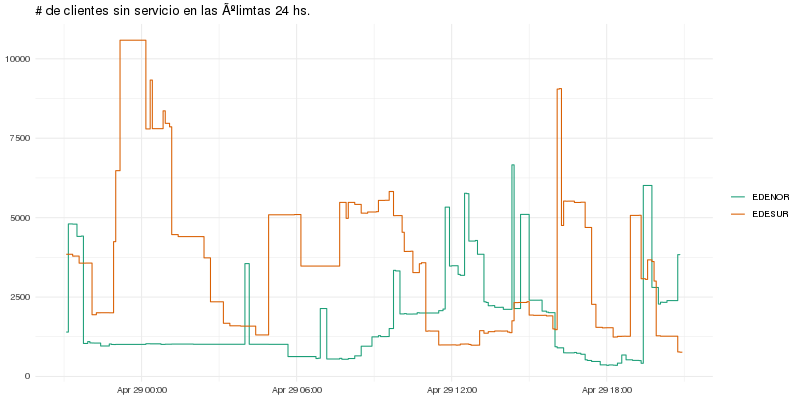 # de clientes sin servicio en las Ãºlimtas 24 hs.
10000
7500
5000
2500
0
Apr 29 00:00
Apr 29 06:00
Apr 29 12:00
Apr 29 18:00
EDENOR
EDESUR